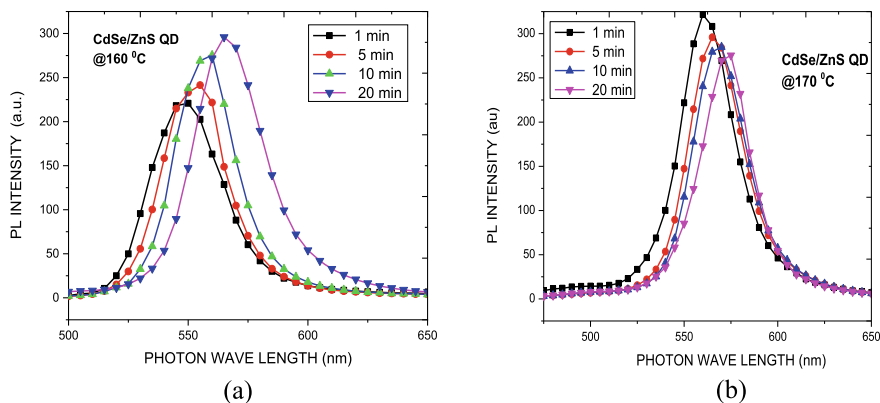 CdSe/ZnS QD
@160 ⁰C
1 min
5 min
10 min
20 min
PL INTENSITY (a.u.)
300
250
200
150
100
50
0
500
550
600
650
PHOTON WAVE LENGTH (nm)
(a)
1 min
5 min
10 min
20 min
CdSe/ZnS QD
@170 ⁰C
PL INTENSITY (au)
300
250
200
150
100
50
0
500
550
600
650
PHOTON WAVE LENGTH (nm)
(b)